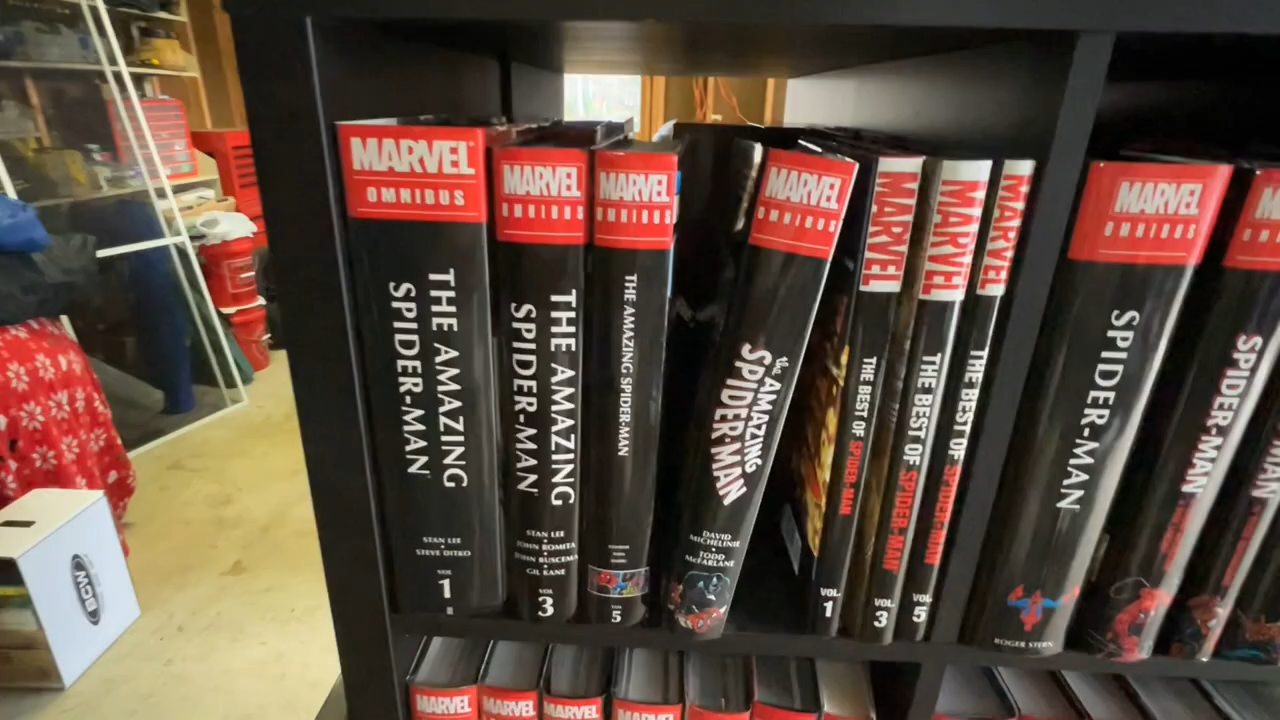 MARVEL
OMNIBUS
THE AMAZING
SPIDER-MAN
STAN LEE
STEVE DITKO
VOL
1
MARVEL
OMNIBUS
THE AMAZING
SPIDER-MAN
STAN LEE
JOHN ROMITA
JOHN BUSCEMA
GIL KANE
VOL
3
MARVEL
OMNIBUS
THE AMAZING SPIDER-MAN
VOL
5
MARVEL
OMNIBUS
the AMAZING
SPIDER-MAN
DAVID
MICHELINIE
TODD
McFARLANE
MARVEL
THE BEST OF SPIDER-MAN
VOL.
1
MARVEL
THE BEST OF SPIDER-MAN
VOL.
3
MARVEL
THE BEST OF SPIDER-MAN
VOL.
5
MARVEL
OMNIBUS
SPIDER-MAN
ROGER STERN
SPIDER-MAN
BCW
MARVEL
MARVEL
MARVEL
MARVEL